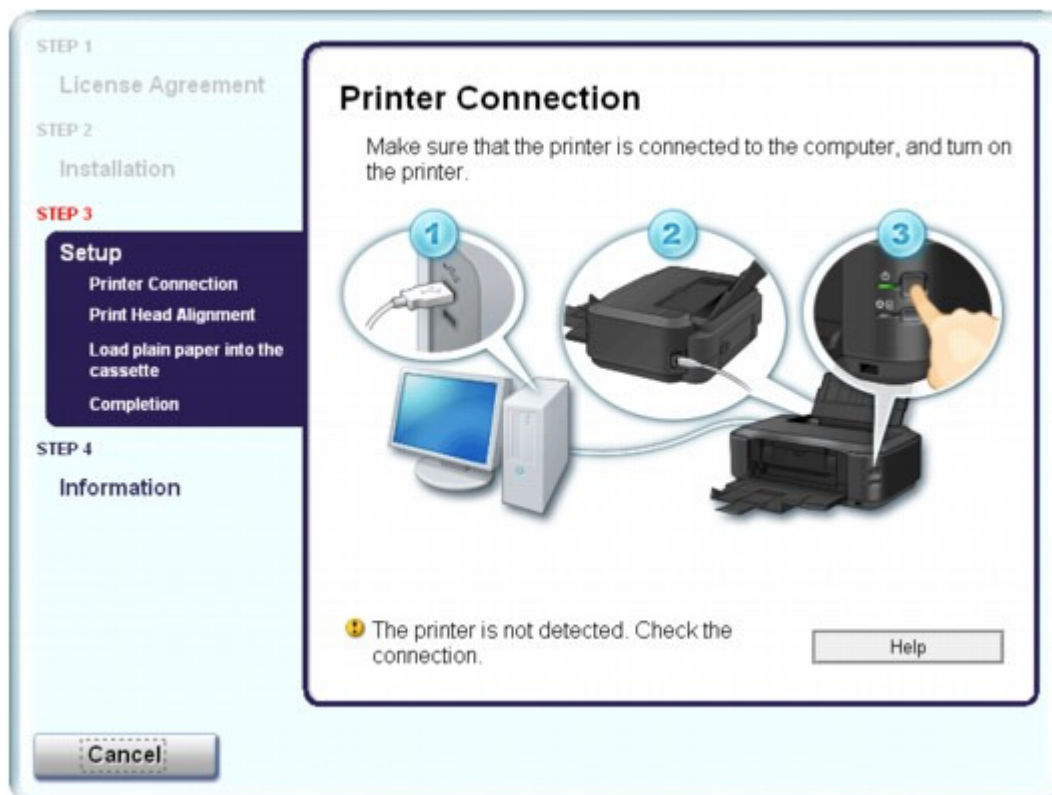 STEP 1
License Agreement
STEP 2
Installation
STEP 3
Setup
Printer Connection
Print Head Alignment
Load plain paper into the
cassette
Completion
STEP 4
Information
Cancel
Printer Connection
Make sure that the printer is connected to the computer, and turn on
the printer.
1
2
3
The printer is not detected. Check the
connection.
Help